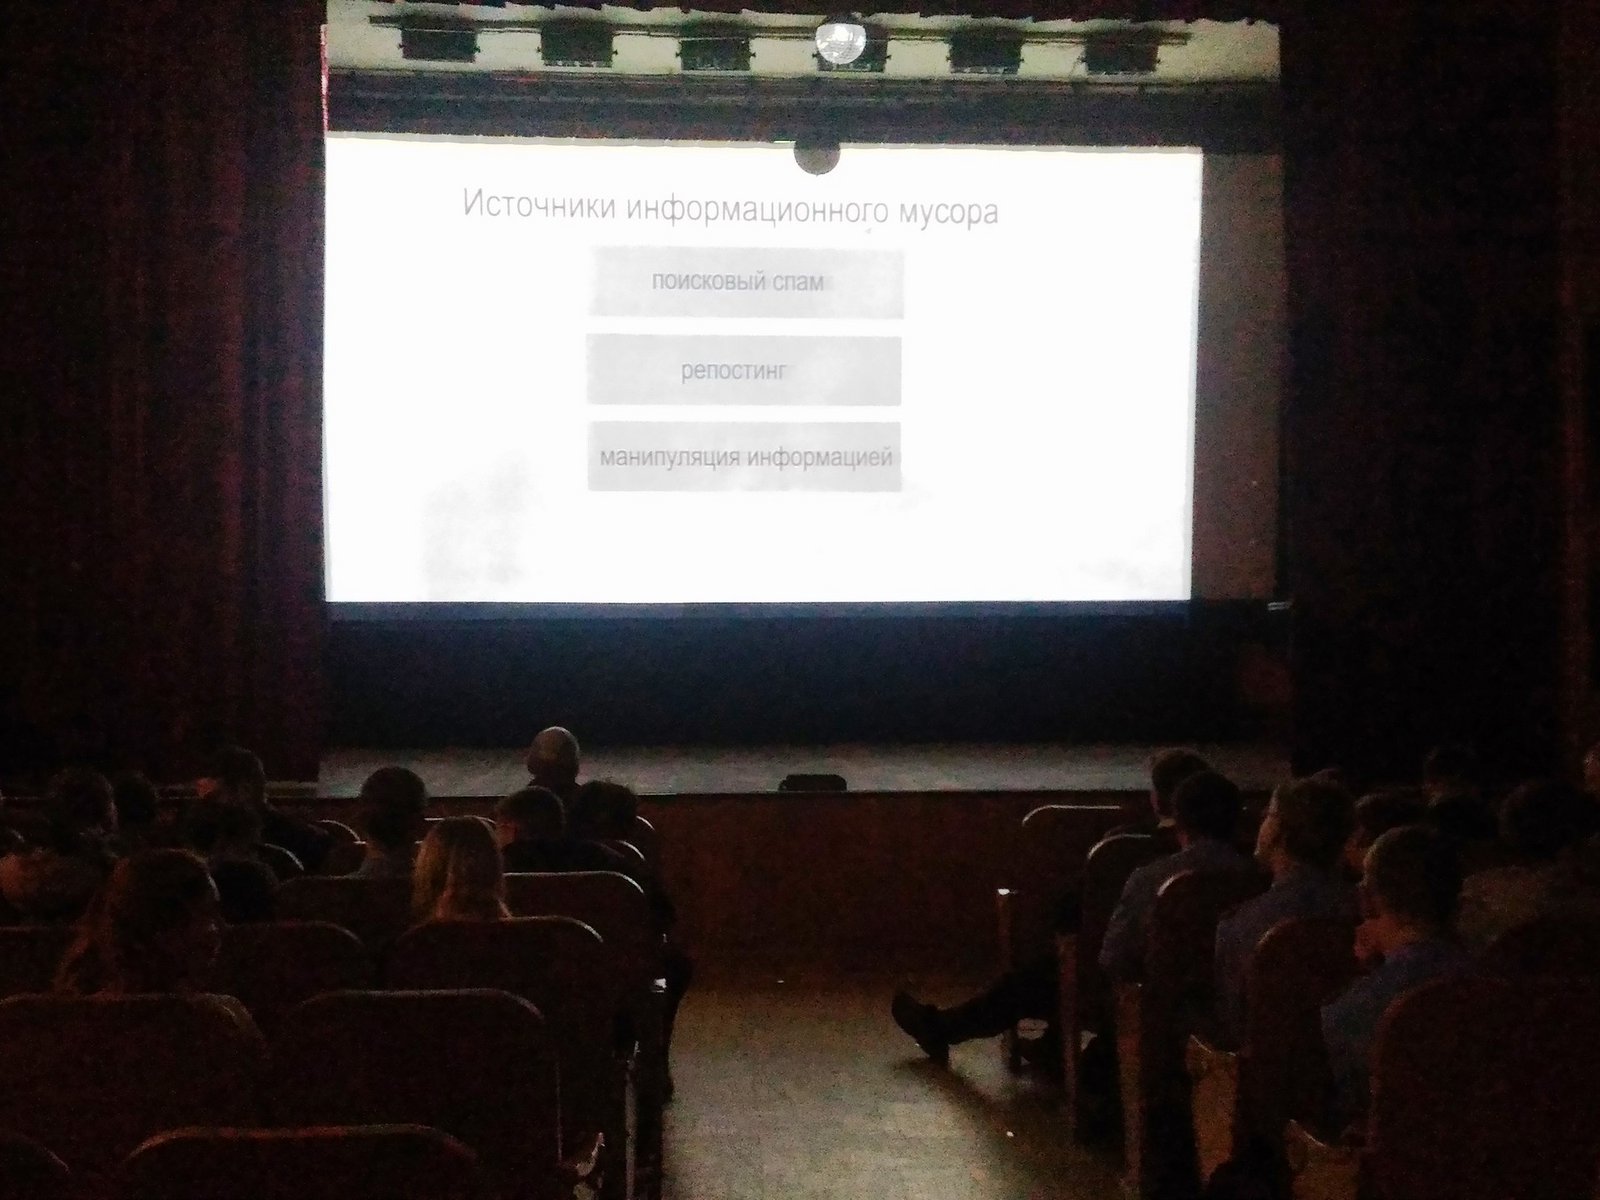 Источники информационного мусора
поисковый спам
репостинг
манипуляция информацией